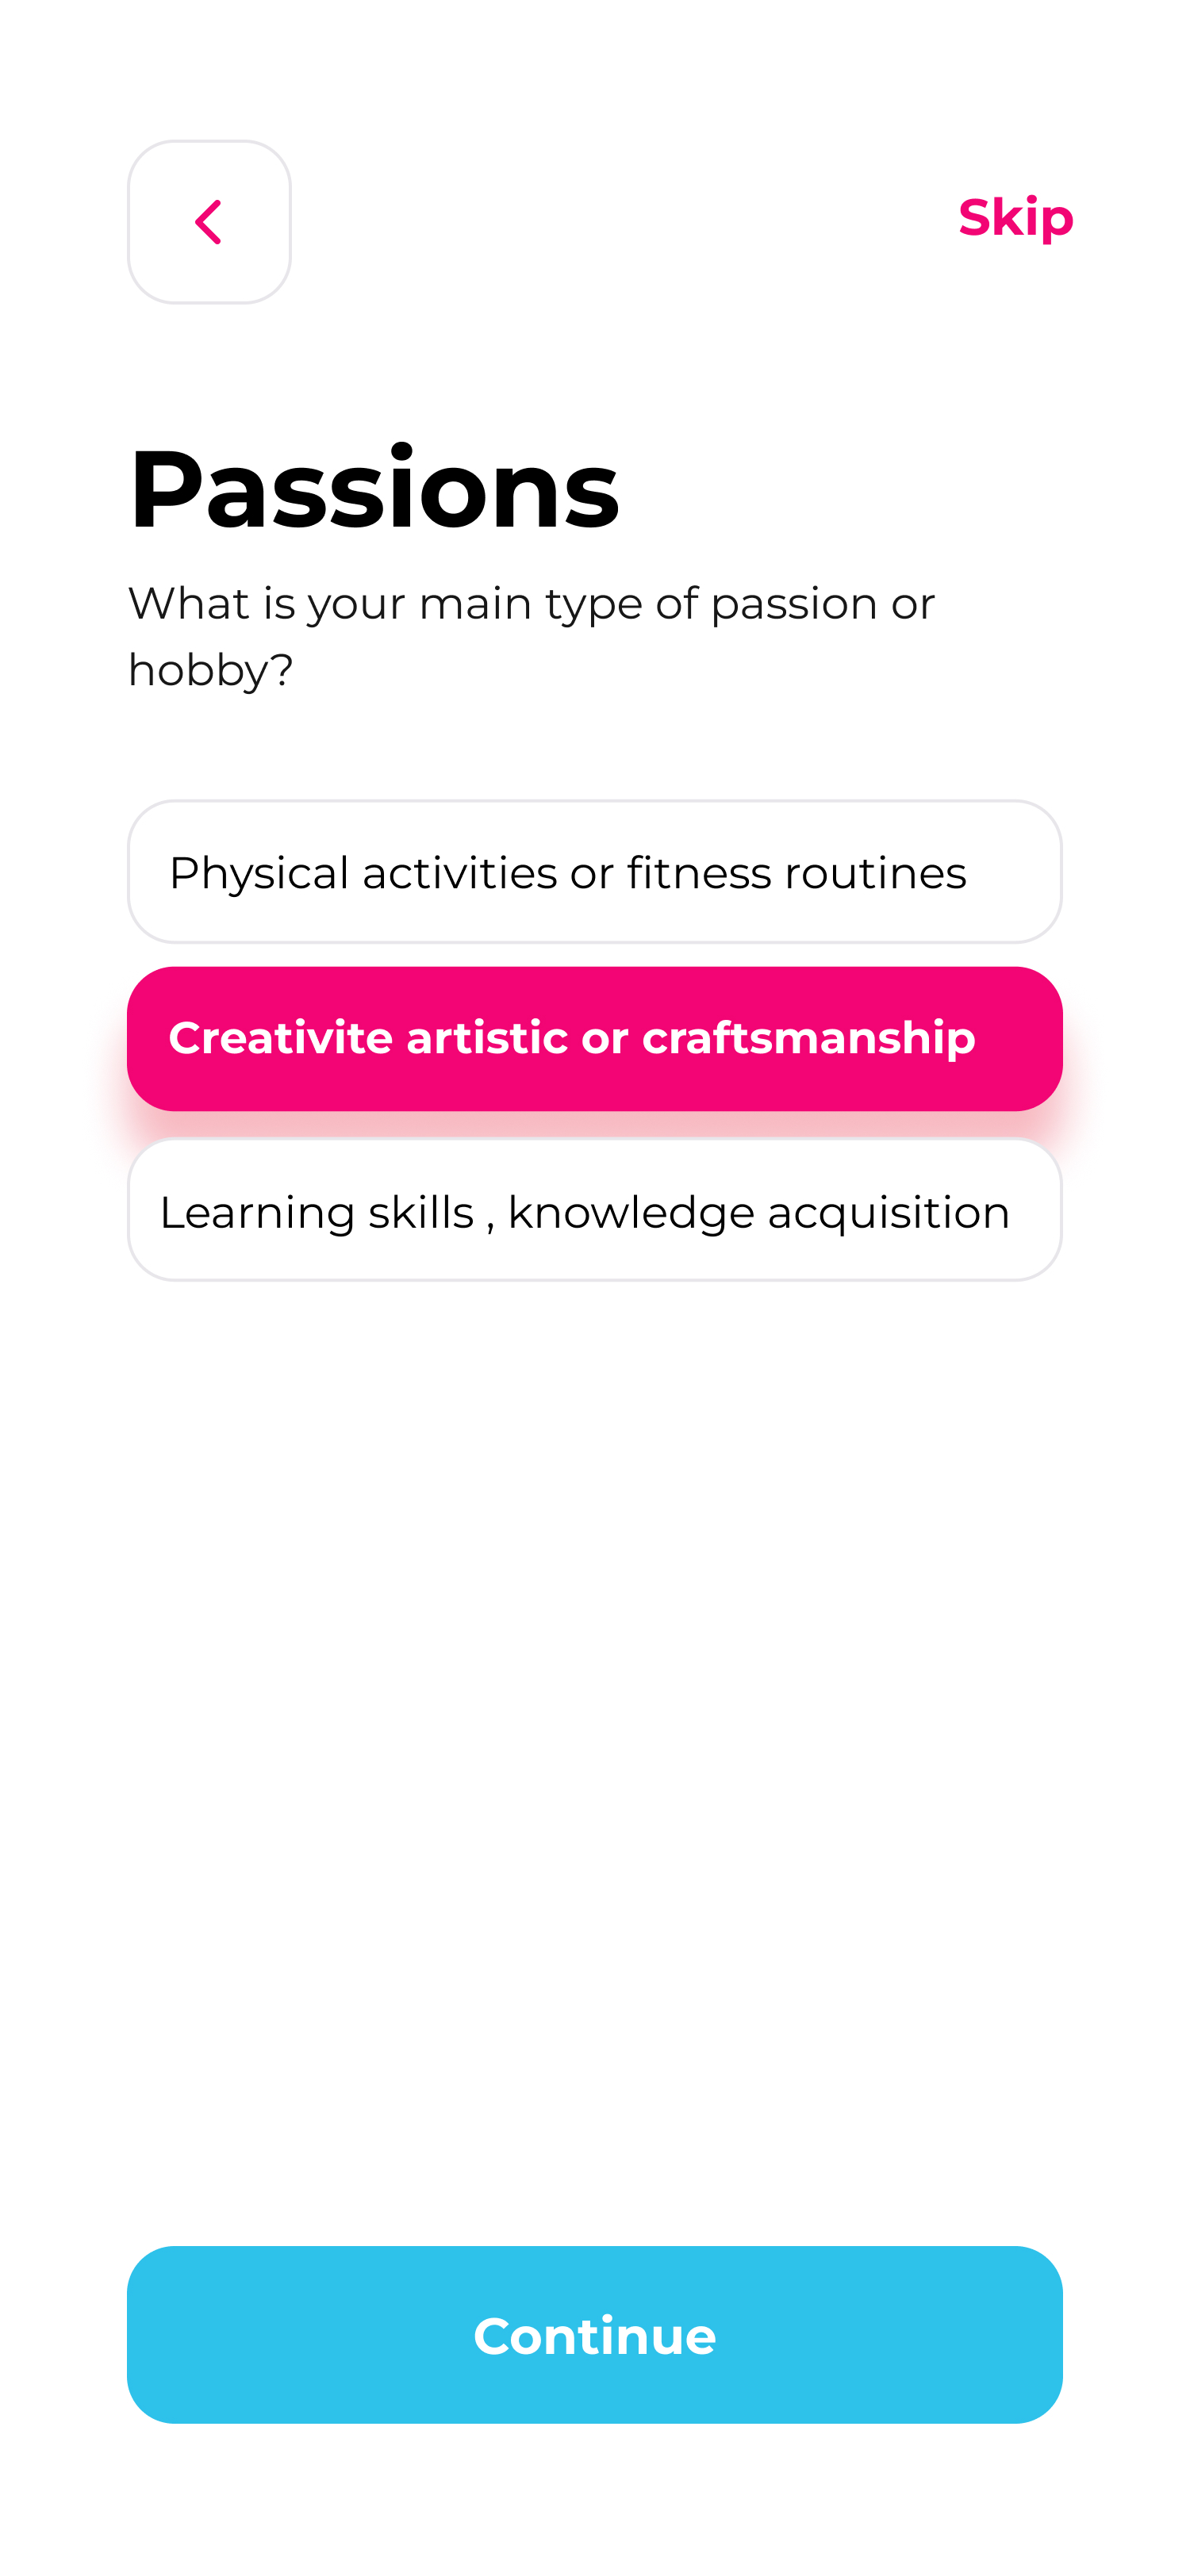 Skip
Passions
What is your main type of passion or
hobby?
Physical activities or fitness routines
Creativite artistic or craftsmanship
Learning skills , knowledge acquisition
Continue